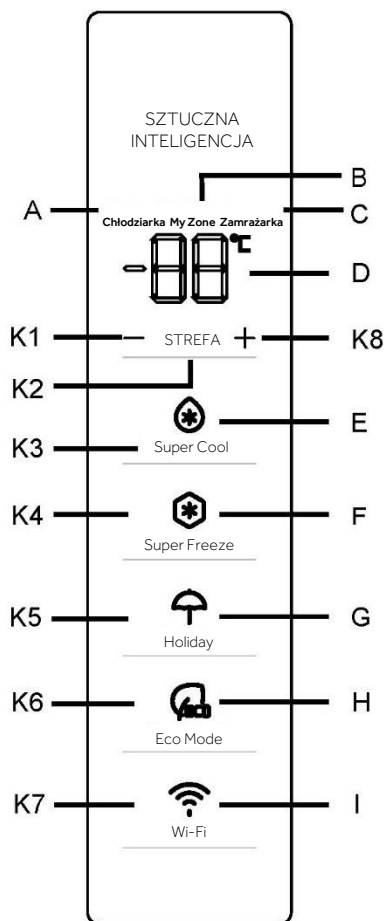 SZTUCZNA
INTELIGENCJA
B
A
C
Chłodziarka My Zone Zamrażarka
-88°C
D
K1
- STREFA +
K8
K2
E
K3
Super Cool
K4
F
Super Freeze
K5
G
Holiday
K6
eco
H
Eco Mode
K7
I
Wi-Fi